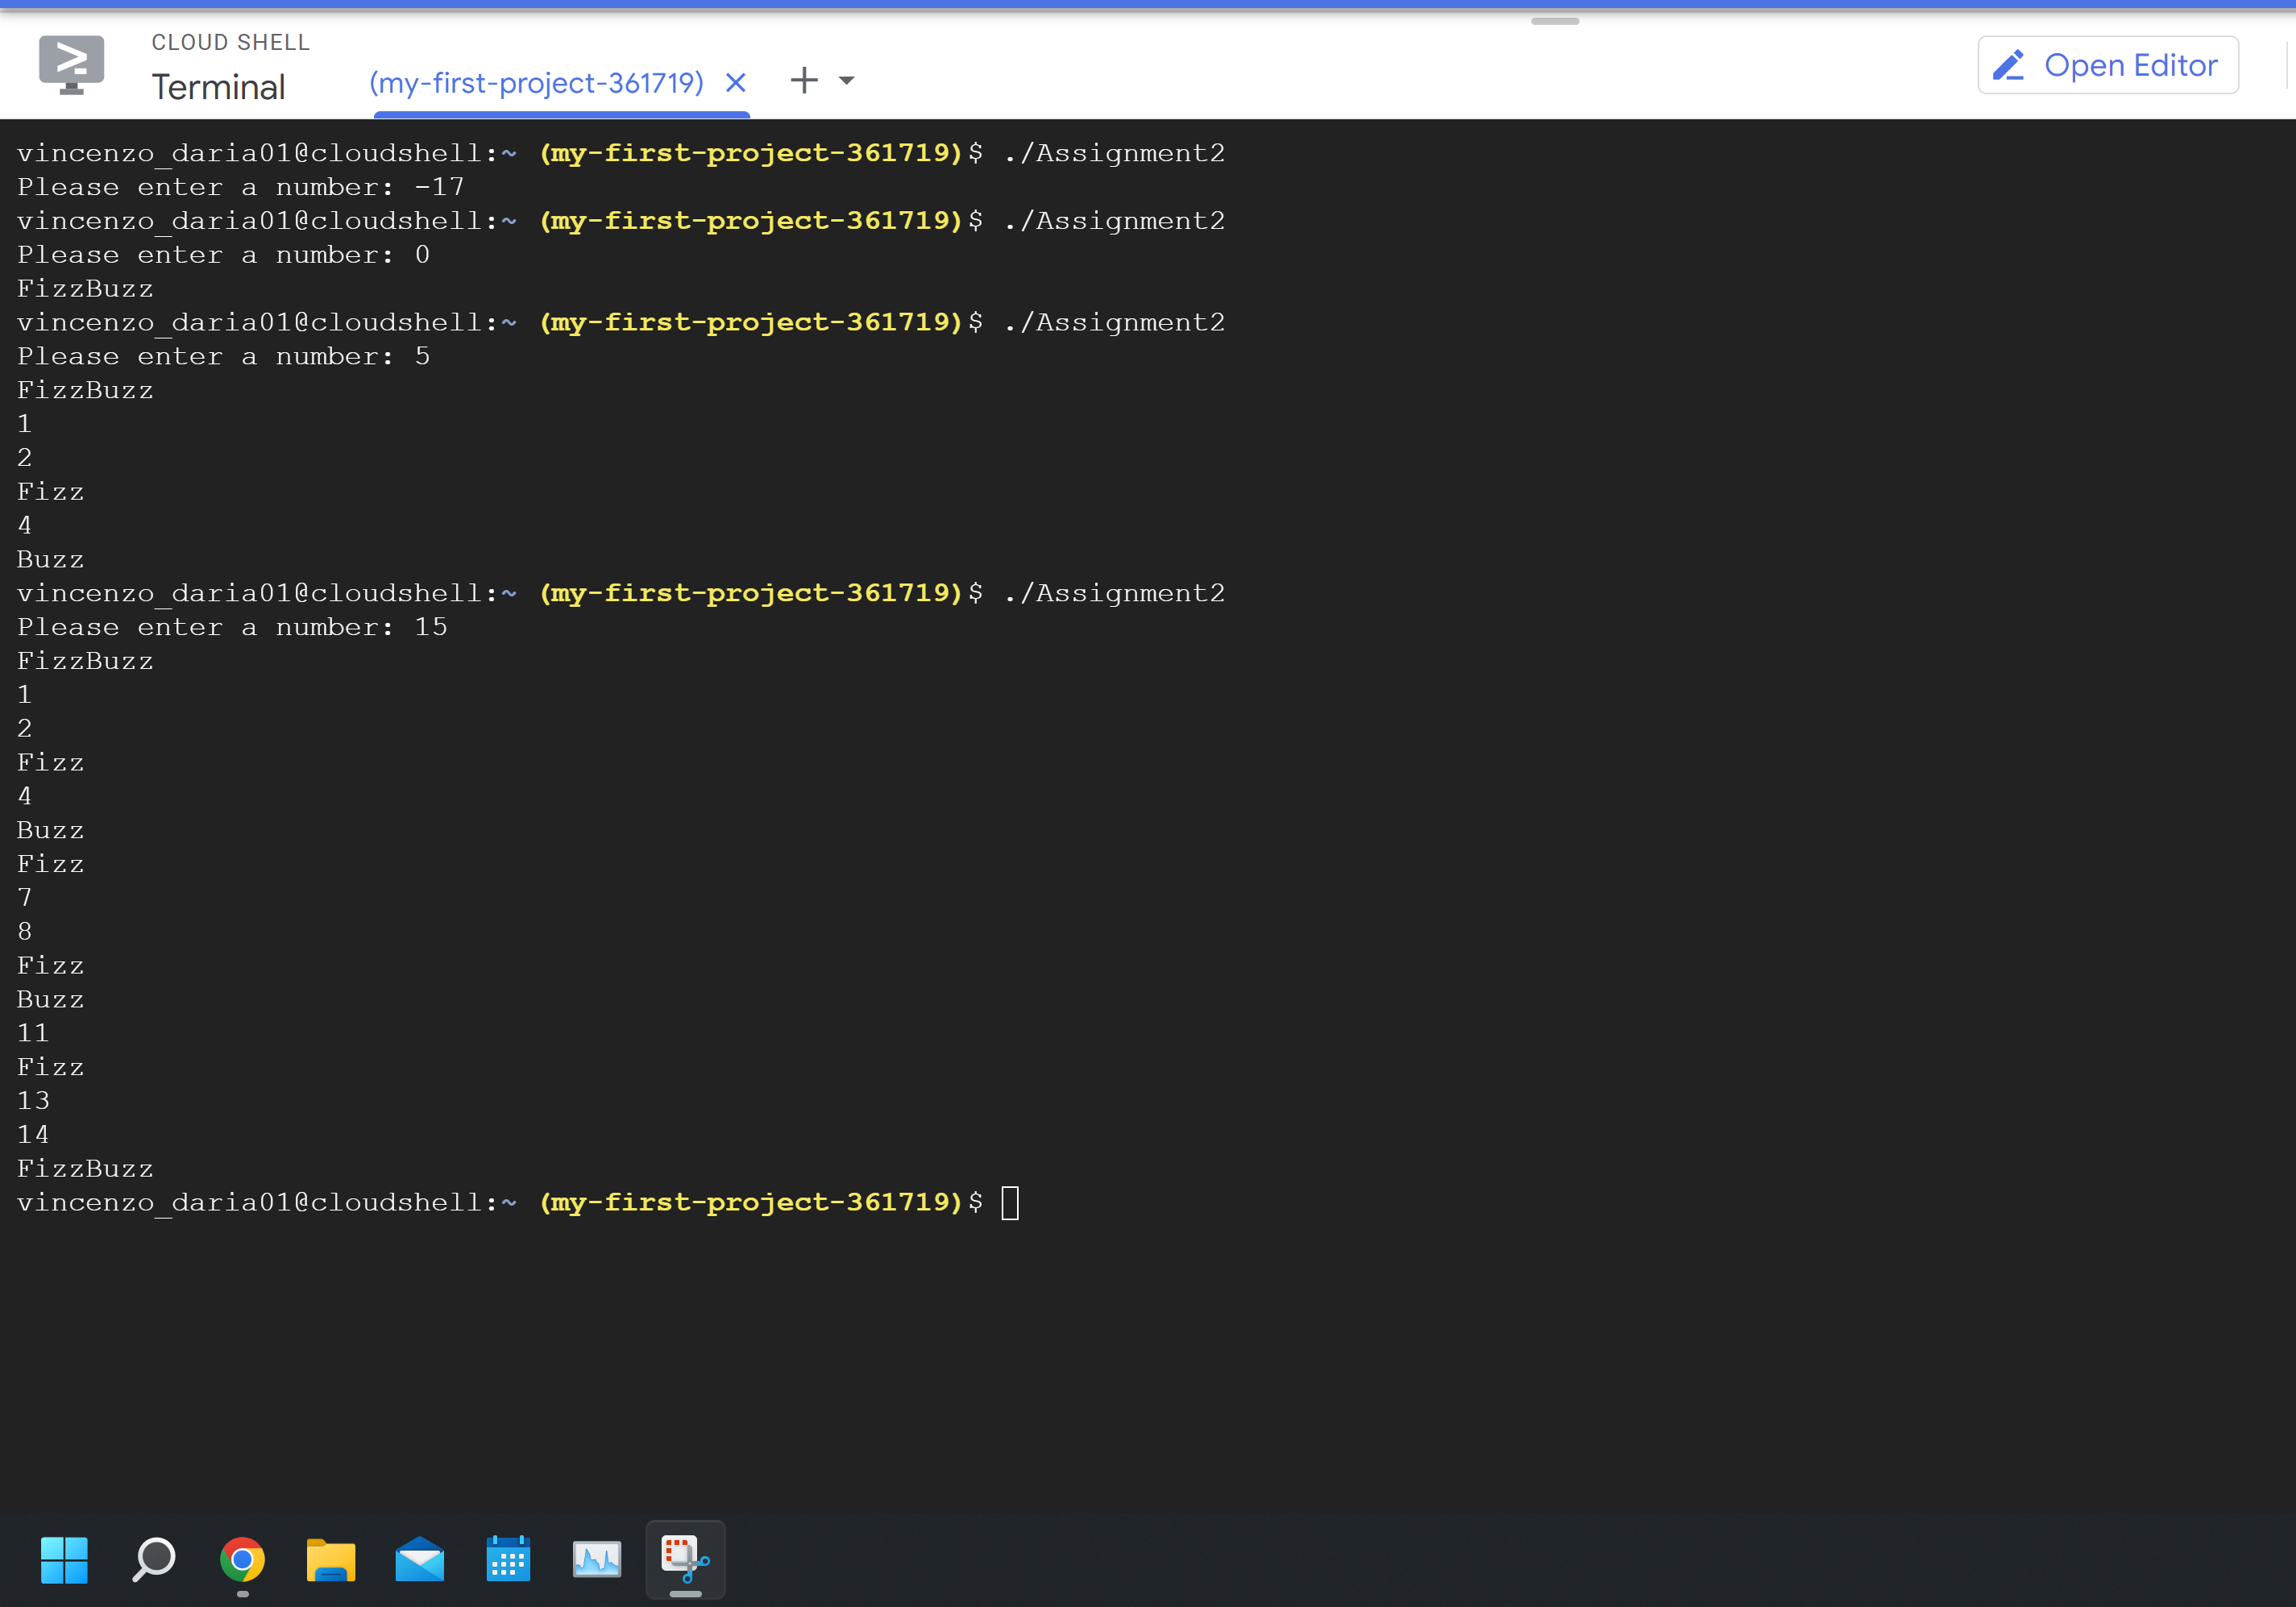 CLOUD SHELL
Terminal
(my-first-project-361719)
Open Editor
vincenzo_daria01@cloudshell:~ (my-first-project-361719)$ ./Assignment2
Please enter a number: -17
vincenzo_daria01@cloudshell:~ (my-first-project-361719)$ ./Assignment2
Please enter a number: 0
FizzBuzz
vincenzo_daria01@cloudshell:~ (my-first-project-361719)$ ./Assignment2
Please enter a number: 5
FizzBuzz
1
2
Fizz
4
Buzz
vincenzo_daria01@cloudshell:~ (my-first-project-361719)$ ./Assignment2
Please enter a number: 15
FizzBuzz
1
2
Fizz
4
Buzz
Fizz
7
8
Fizz
Buzz
11
Fizz
13
14
FizzBuzz
vincenzo_daria01@cloudshell:~ (my-first-project-361719)$